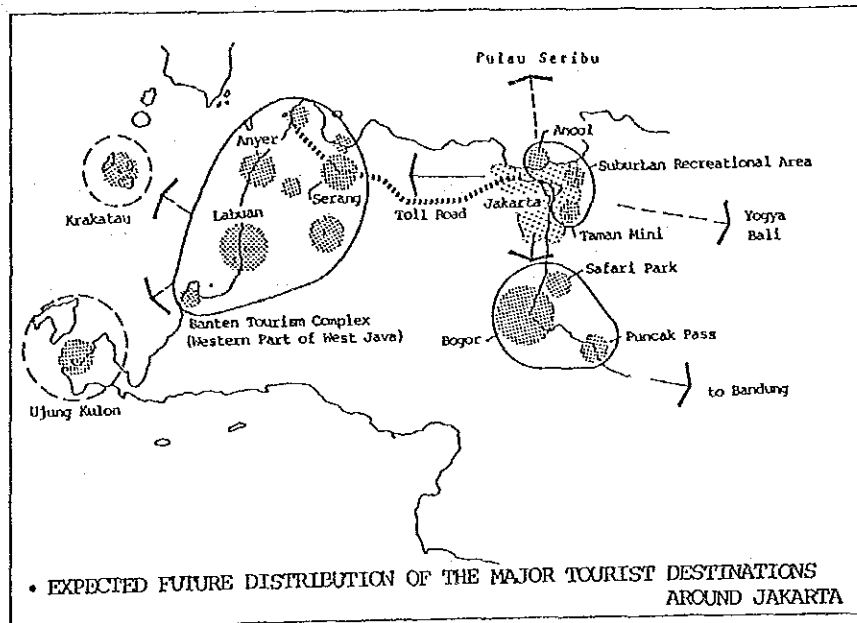 Pulau Seribu
Ancol
Anyer
Suburban Recreational Area
Serang
Krakatau
Labuan
Jakarta
Toll Road
Yogya
Bali
Taman Mini
Safari Park
Banten Tourism Complex
(Western Part of West Java)
Bogor
Puncak Pass
to Bandung
Ujung Kulon
• EXPECTED FUTURE DISTRIBUTION OF THE MAJOR TOURIST DESTINATIONS
AROUND JAKARTA